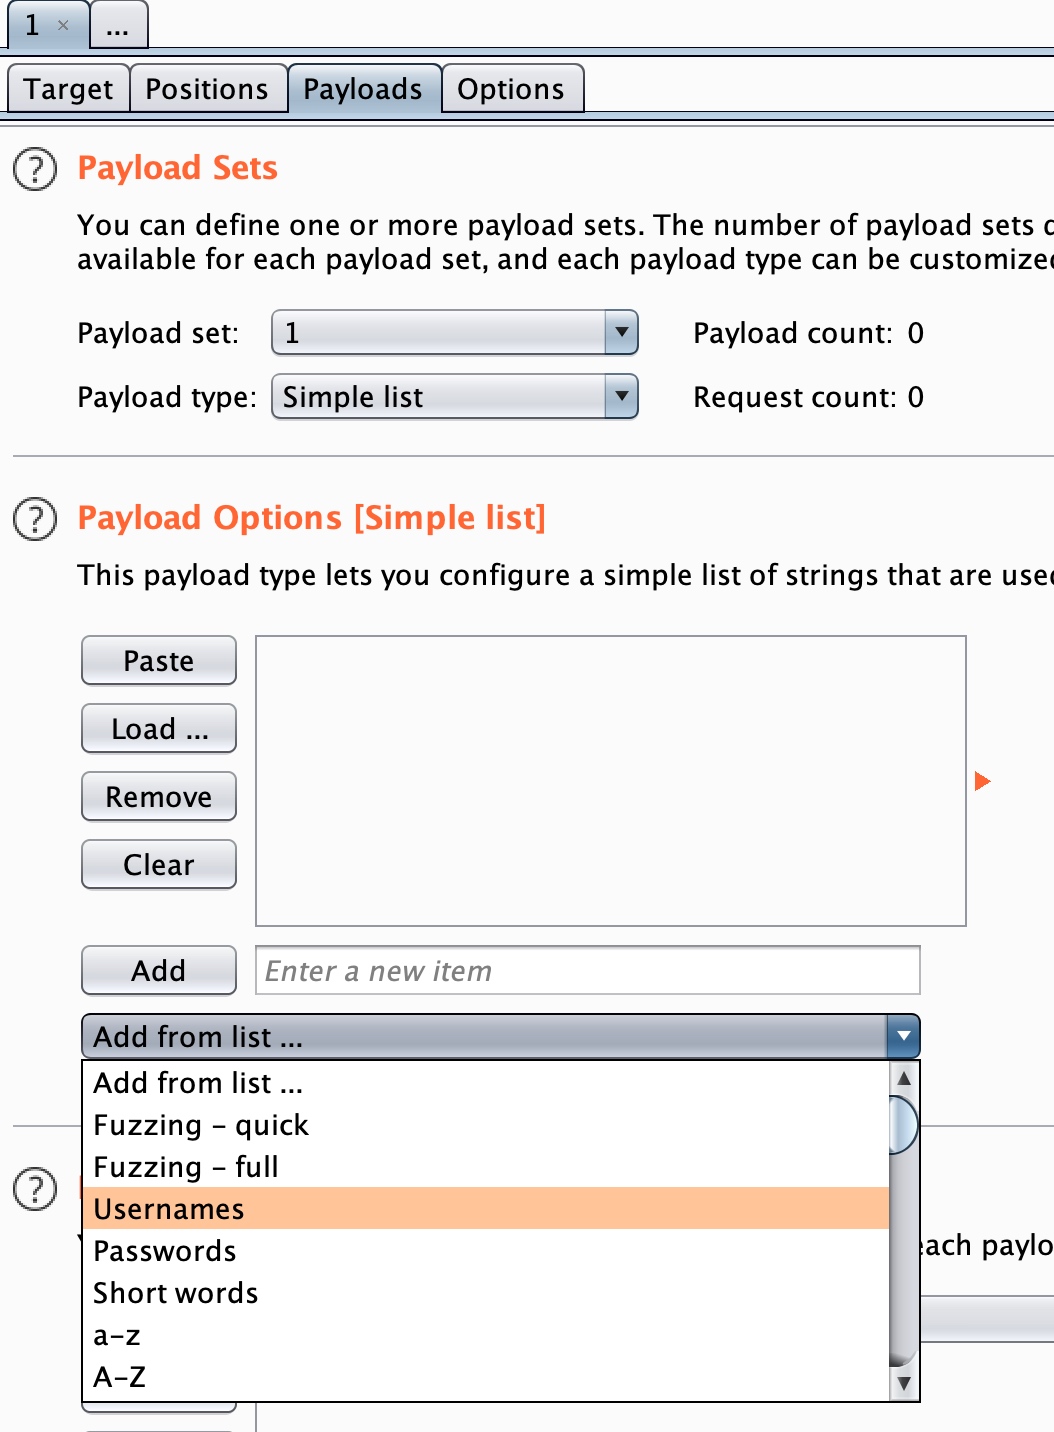 1 × ...
Target Positions Payloads Options
? Payload Sets
You can define one or more payload sets. The number of payload sets
available for each payload set, and each payload type can be customized
Payload set: 1 Payload count: 0
Payload type: Simple list Request count: 0
? Payload Options [Simple list]
This payload type lets you configure a simple list of strings that are used
Paste
Load ...
Remove
Clear
Add Enter a new item
Add from list ...
Add from list ...
Fuzzing – quick
Fuzzing – full
?
Usernames
Passwords each paylo
Short words
a–z
A–Z